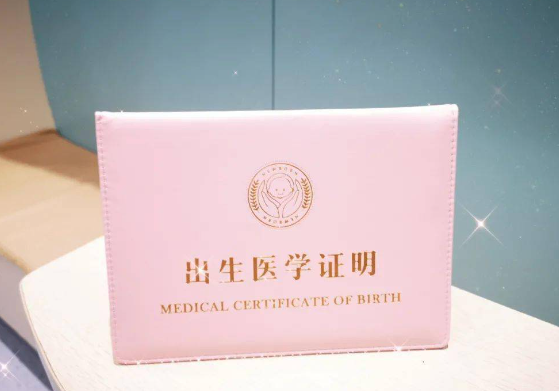 出生医学证明
MEDICAL CERTIFICATE OF BIRTH